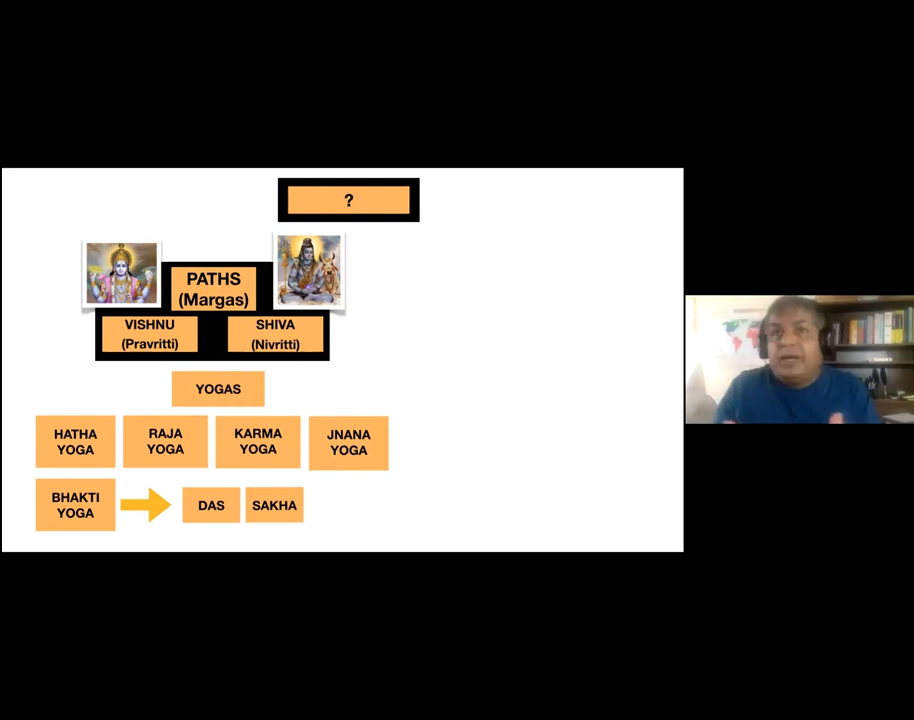 ?
PATHS
(Margas)
VISHNU
(Pravritti)
SHIVA
(Nivritti)
YOGAS
HATHA
YOGA
RAJA
YOGA
KARMA
YOGA
JNANA
YOGA
BHAKTI
YOGA
DAS
SAKHA